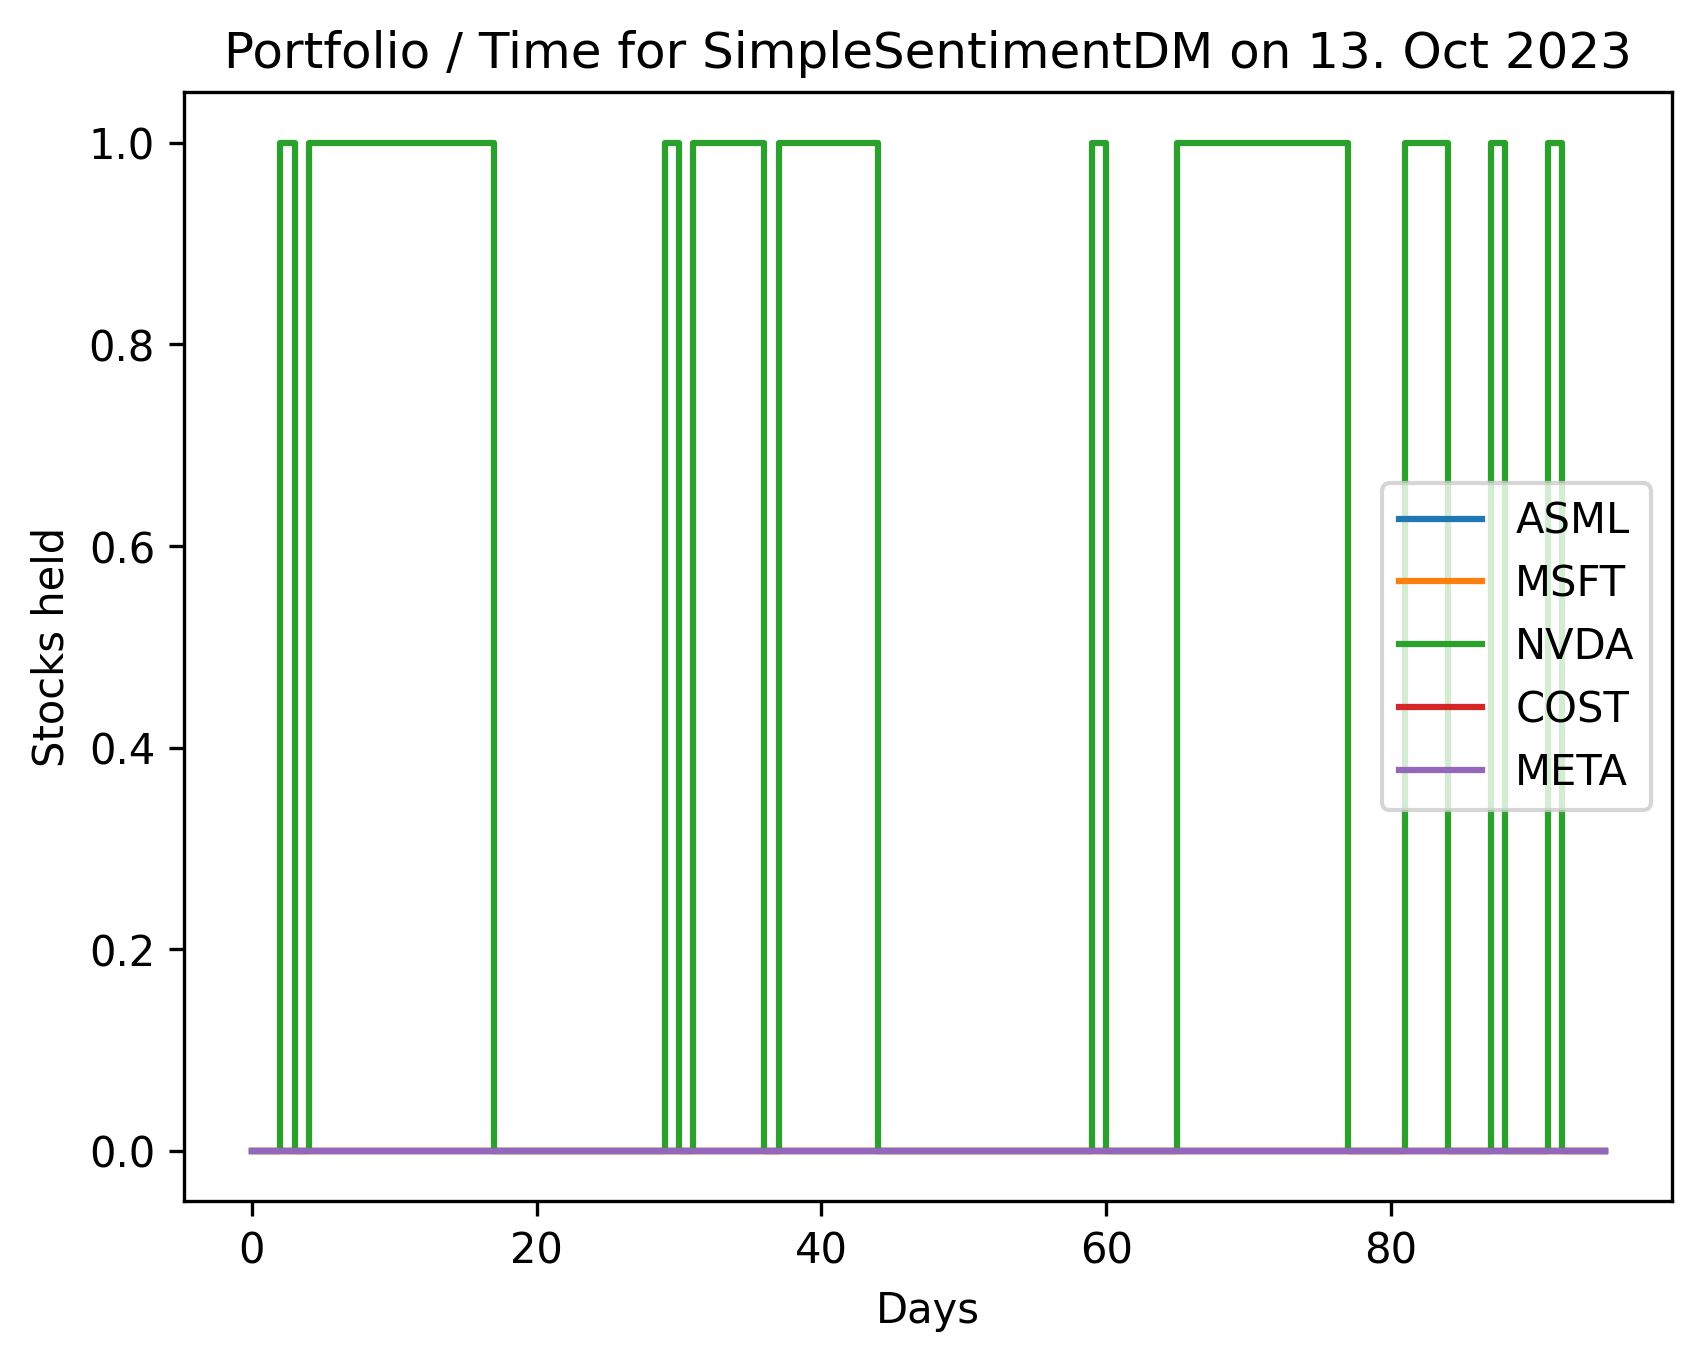 Portfolio / Time for SimpleSentimentDM on 13. Oct 2023
1.0
0.8
0.6
0.4
0.2
0.0
Stocks held
ASML
MSFT
NVDA
COST
META
0 20 40 60 80
Days